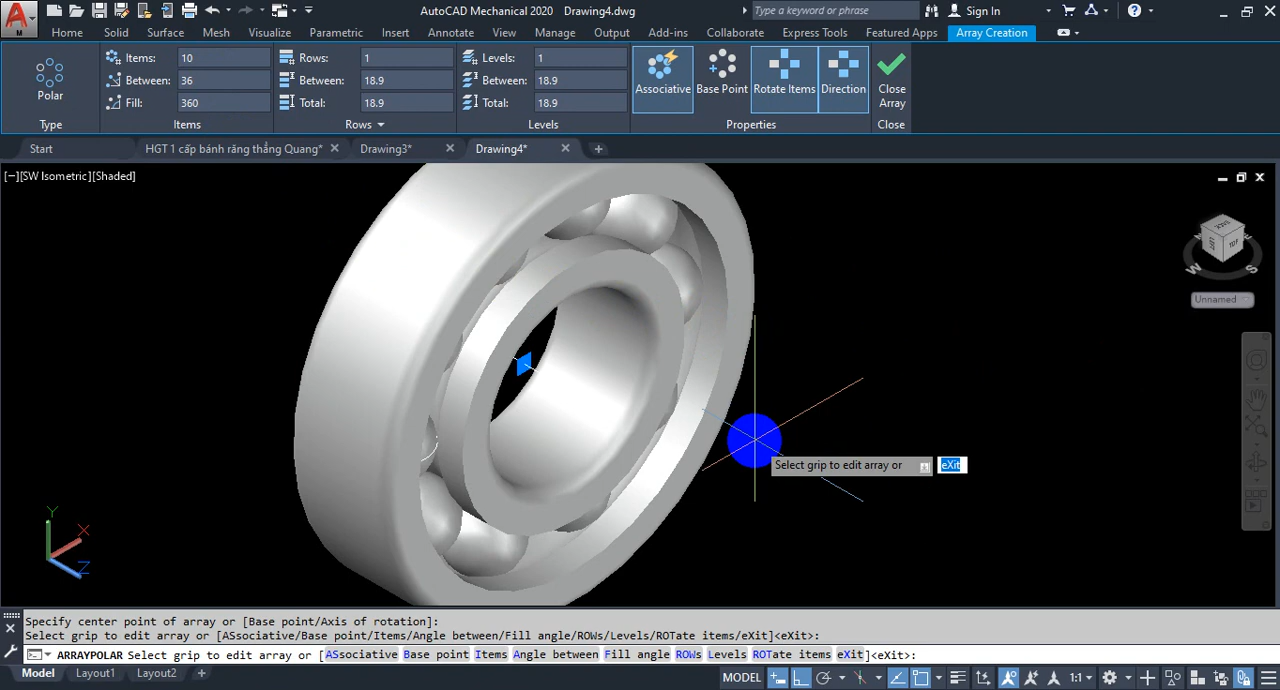 AutoCAD Mechanical 2020 Drawing4.dwg Type a keyword or phrase Sign In
Home Solid Surface Mesh Visualize Parametric Insert Annotate View Manage Output Add-ins Collaborate Express Tools Featured Apps Array Creation
Items: 10 Rows: 1 Levels: 1
Between: 36 Between: 18.9 Between: 18.9
Fill: 360 Total: 18.9 Total: 18.9
Polar Associative Base Point Rotate Items Direction Close Array
Type Items Rows Levels Properties Close
Start HGT 1 cấp bánh răng thẳng Quang* Drawing3* Drawing4*
[−][SW Isometric][Shaded]
TOP
W S
Unnamed
Select grip to edit array or eXit
Y
X
Z
Specify center point of array or [Base point/Axis of rotation]:
Select grip to edit array or [ASsociative/Base point/Items/Angle between/Fill angle/ROWs/Levels/ROTate items/eXit]<eXit>:
ARRAYPOLAR Select grip to edit array or [ASsociative Base point Items Angle between Fill angle ROWs Levels ROTate items eXit]<eXit>:
Model Layout1 Layout2 + MODEL 1:1